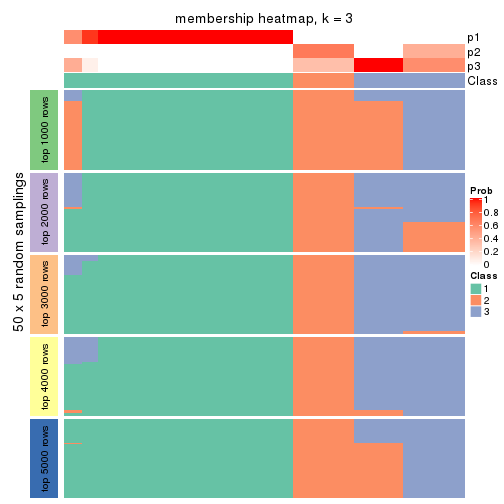 membership heatmap, k = 3
p1
p2
p3
Class
50 x 5 random samplings
top 1000 rows
top 2000 rows
top 3000 rows
top 4000 rows
top 5000 rows
Prob
1
0.8
0.6
0.4
0.2
0
Class
1
2
3